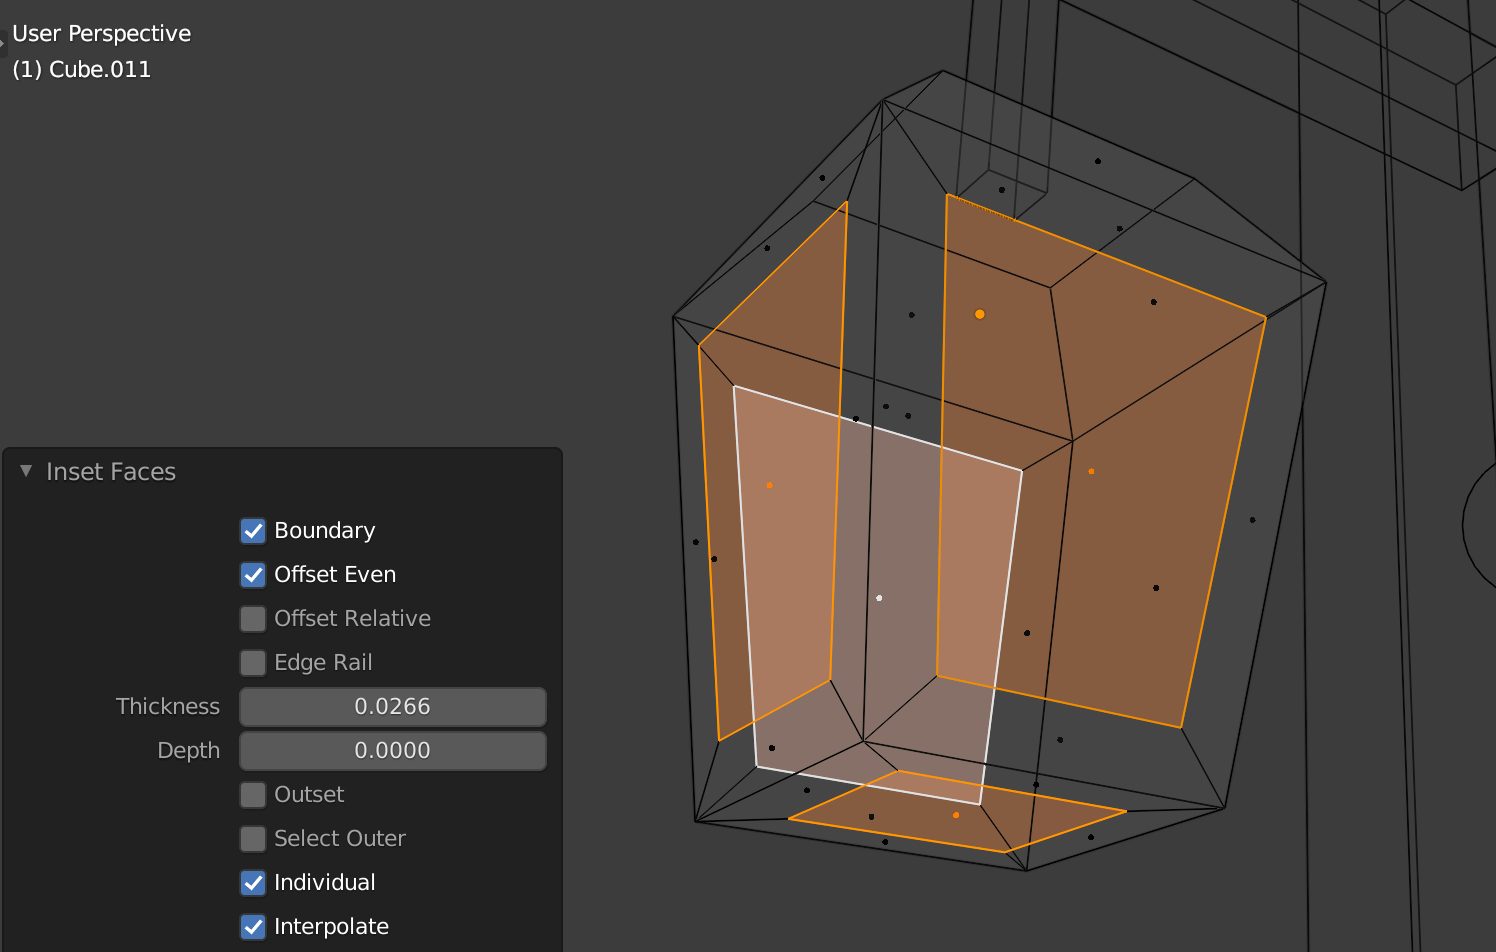 User Perspective
(1) Cube.011
Inset Faces
Boundary
Offset Even
Offset Relative
Edge Rail
Thickness 0.0266
Depth 0.0000
Outset
Select Outer
Individual
Interpolate